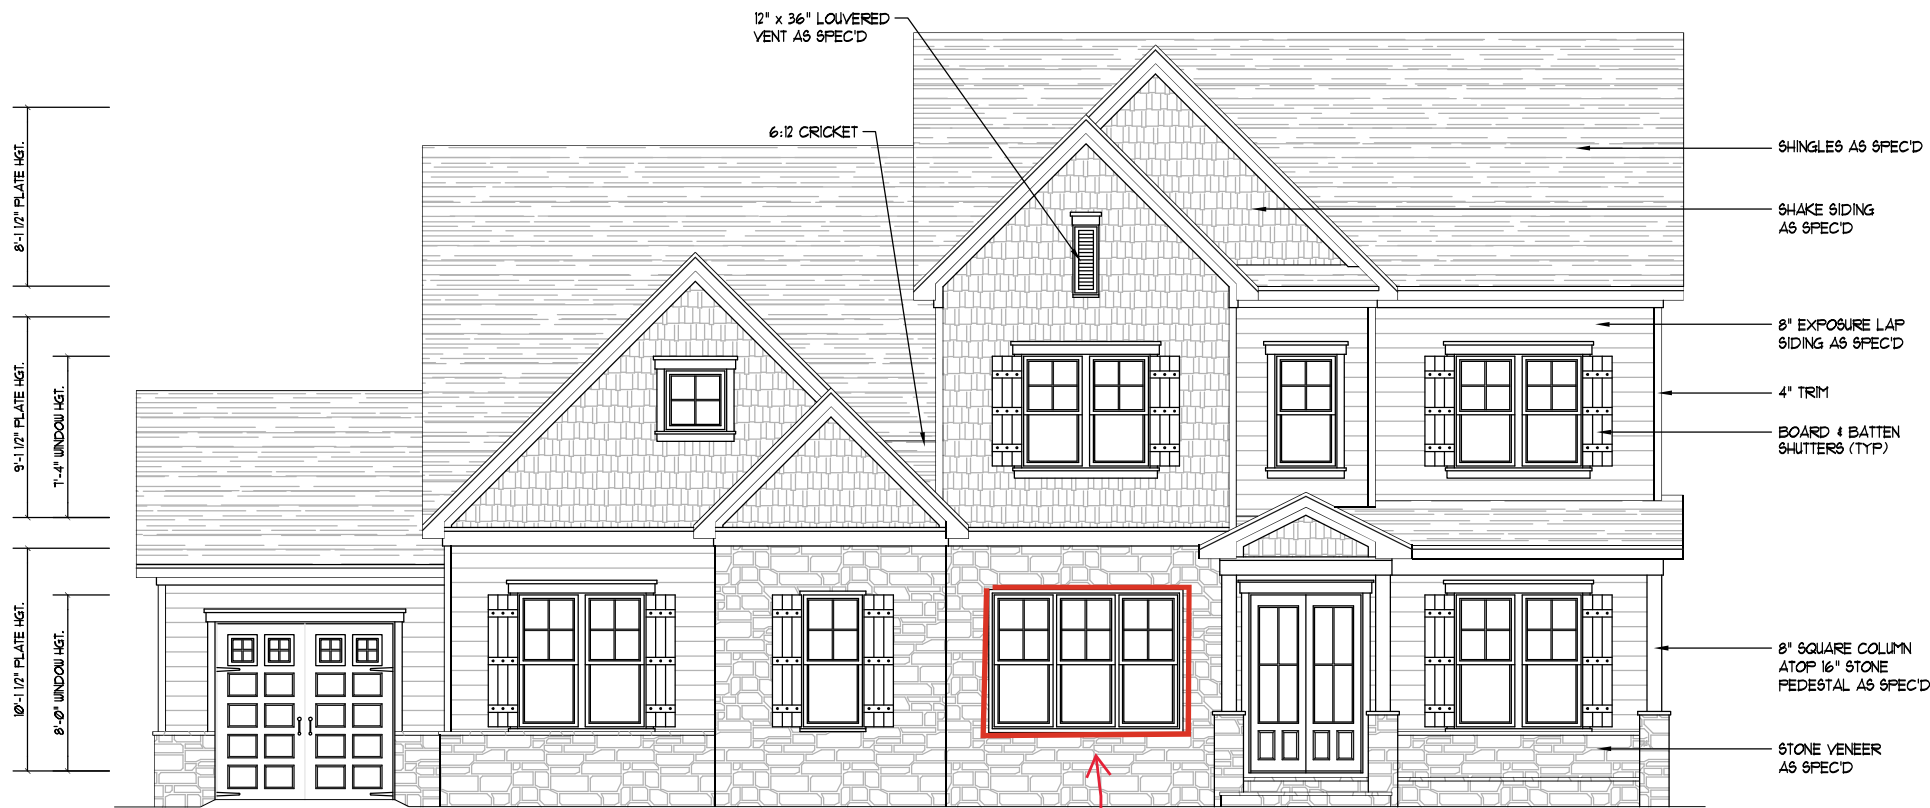 12" x 36" LOUVERED
VENT AS SPEC'D
6:12 CRICKET
8'-1 1/2" PLATE HGT.
9'-1 1/2" PLATE HGT.
7'-4" WINDOW HGT.
10'-1 1/2" PLATE HGT.
8'-0" WINDOW HGT.
SHINGLES AS SPEC'D
SHAKE SIDING
AS SPEC'D
8" EXPOSURE LAP
SIDING AS SPEC'D
4" TRIM
BOARD & BATTEN
SHUTTERS (TYP)
8" SQUARE COLUMN
ATOP 16" STONE
PEDESTAL AS SPEC'D
STONE VENEER
AS SPEC'D